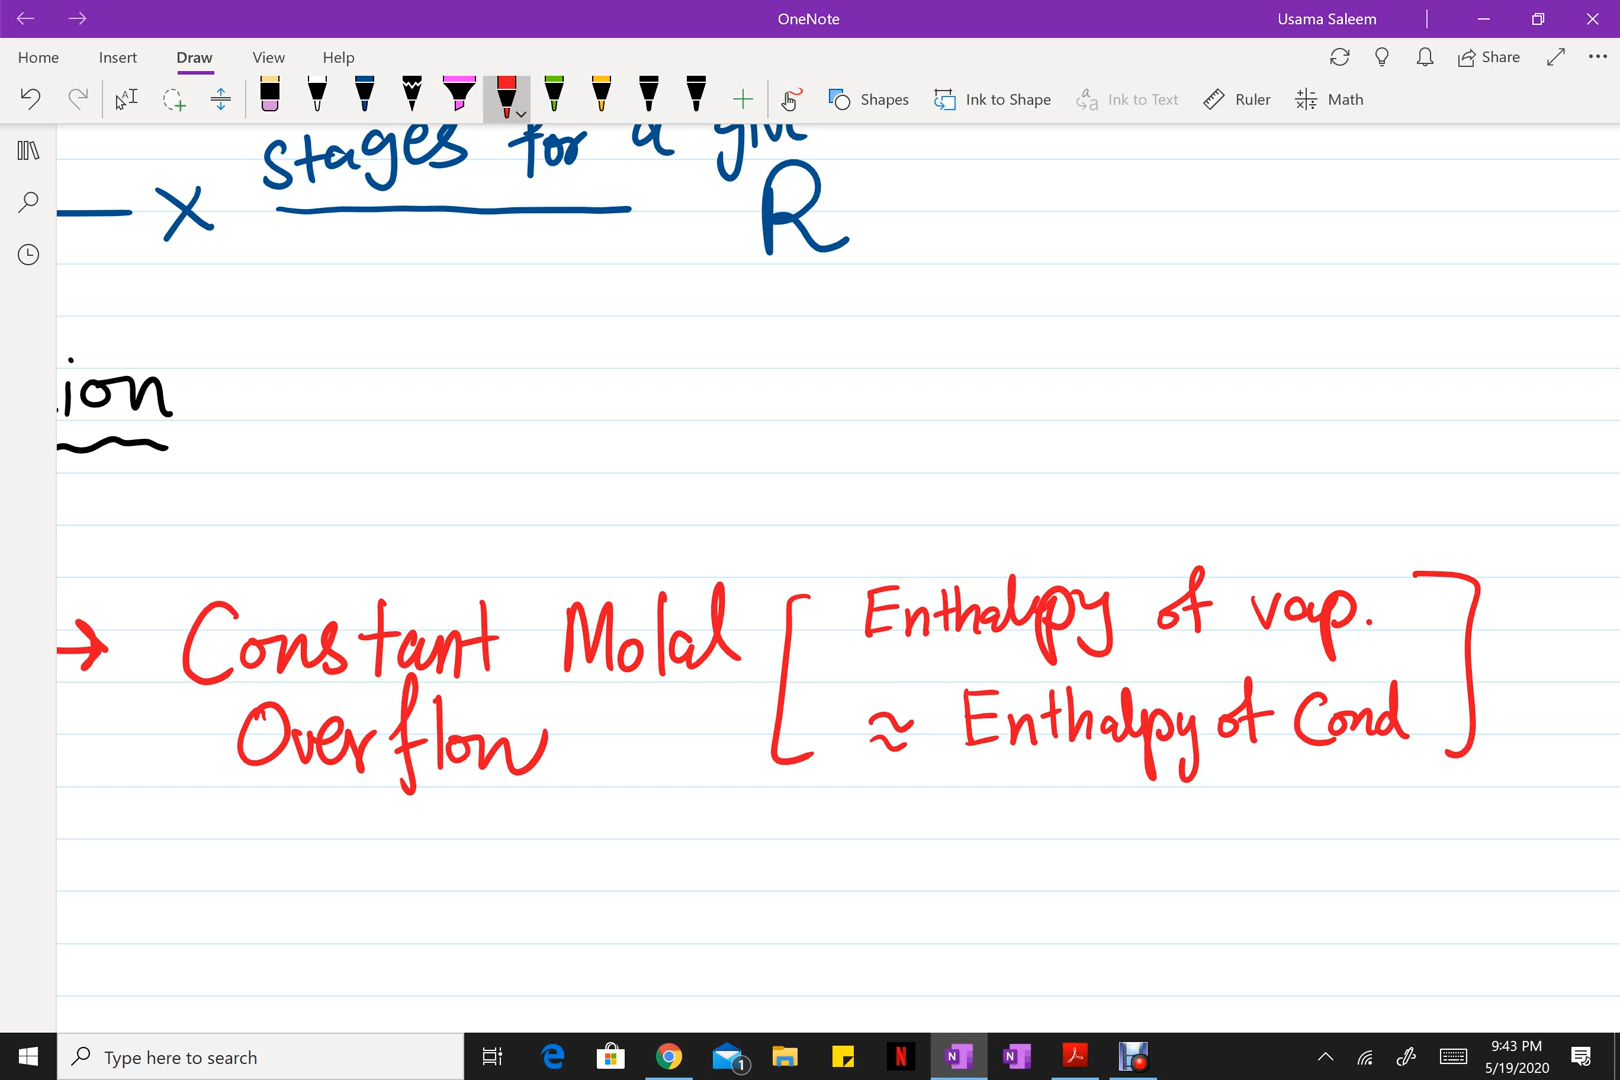 OneNote
Usama Saleem
Home Insert Draw View Help
Share
Shapes Ink to Shape Ink to Text Ruler Math
stages for a give
x R
ion
→ Constant Molal [ Enthalpy of vap. ]
Overflow ≈ Enthalpy of Cond
Type here to search
1
9:43 PM
5/19/2020